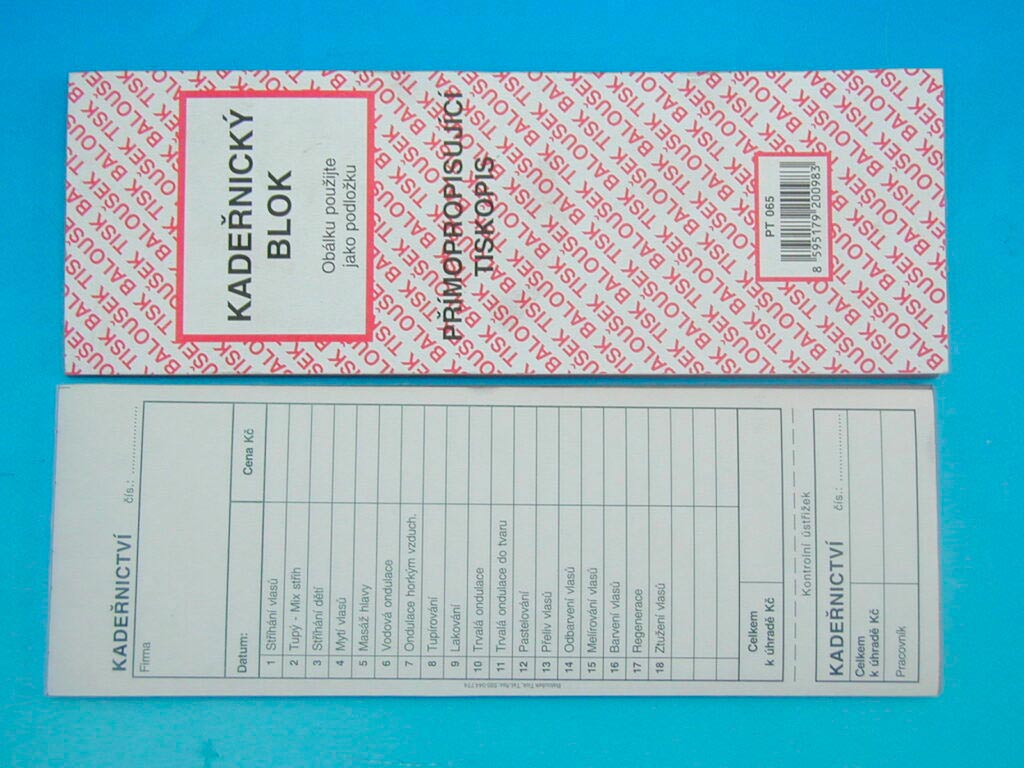 KADEŘNICKÝ
BLOK
Obálku použijte
jako podložku
PŘÍMOPROPISUJÍCÍ
TISKOPIS
PT 065
8 595179 200983
BALOUŠEK TISK
KADEŘNICTVÍ čís.: ..................
Firma
Datum: Cena Kč
1 Stříhání vlasů
2 Tupý - Mix střih
3 Stříhání dětí
4 Mytí vlasů
5 Masáž hlavy
6 Vodová ondulace
7 Ondulace horkým vzduch.
8 Tupírování
9 Lakování
10 Trvalá ondulace
11 Trvalá ondulace do tvaru
12 Pastelování
13 Přeliv vlasů
14 Odbarvení vlasů
15 Melírování vlasů
16 Barvení vlasů
17 Regenerace
18 Ztužení vlasů
Celkem
k úhradě Kč
Kontrolní ústřižek
KADEŘNICTVÍ čís.: ..................
Celkem
k úhradě Kč
Pracovník